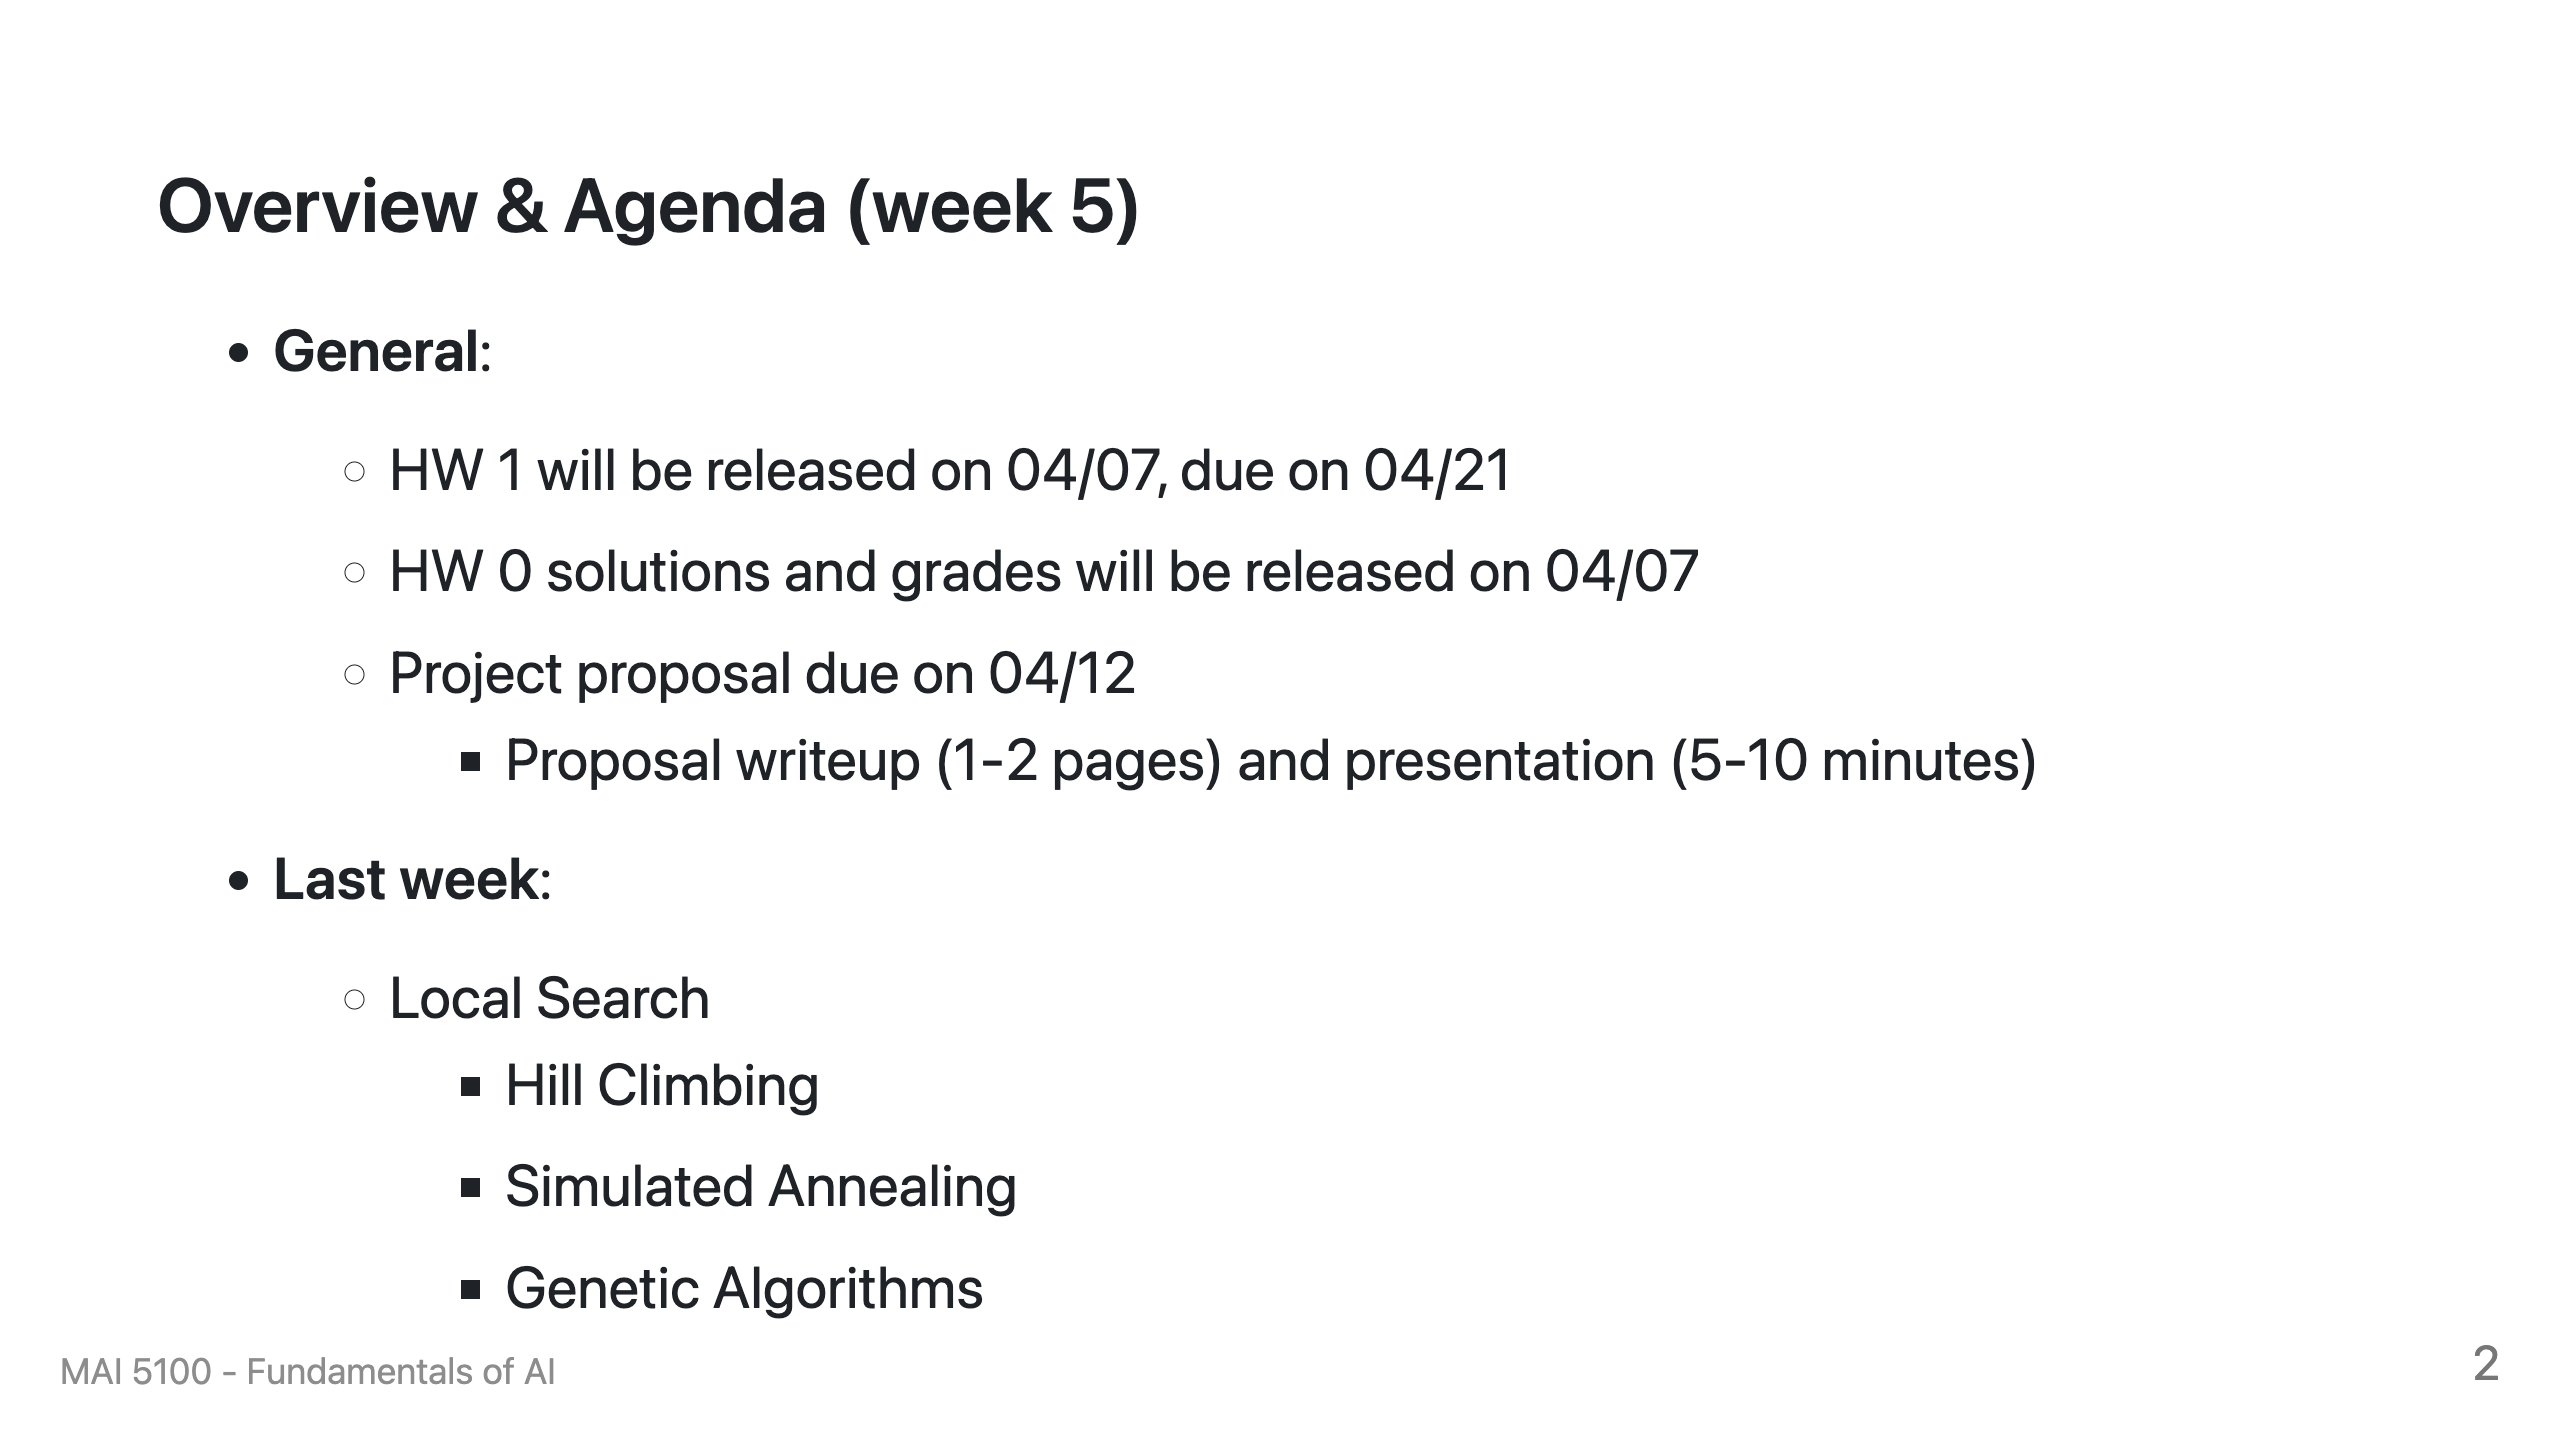 Overview & Agenda (week 5)
• General:
○ HW 1 will be released on 04/07, due on 04/21
○ HW 0 solutions and grades will be released on 04/07
○ Project proposal due on 04/12
▪ Proposal writeup (1-2 pages) and presentation (5-10 minutes)
• Last week:
○ Local Search
▪ Hill Climbing
▪ Simulated Annealing
▪ Genetic Algorithms
MAI 5100 - Fundamentals of AI
2